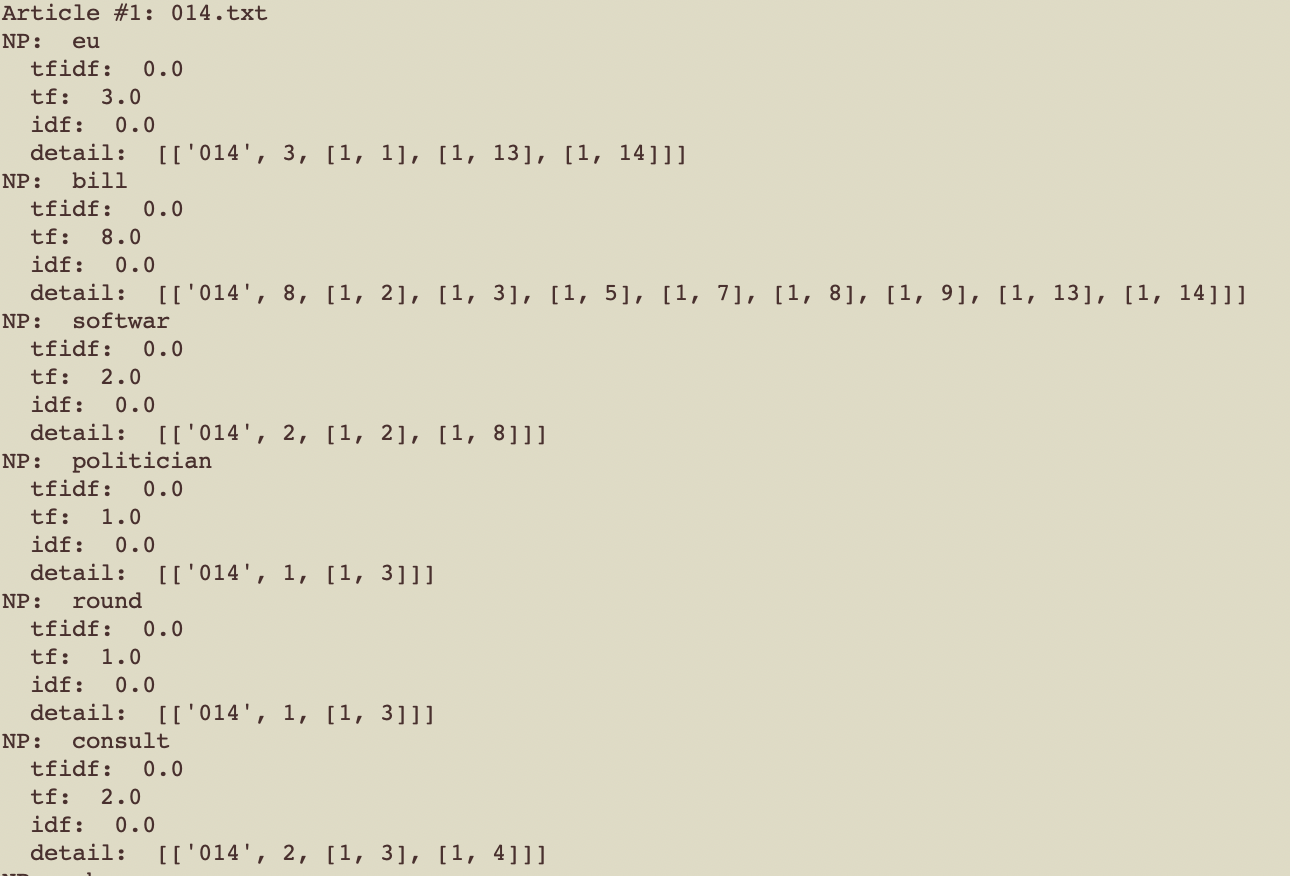 Article #1: 014.txt
NP:  eu
  tfidf:  0.0
  tf:  3.0
  idf:  0.0
  detail:  [['014', 3, [1, 1], [1, 13], [1, 14]]]
NP:  bill
  tfidf:  0.0
  tf:  8.0
  idf:  0.0
  detail:  [['014', 8, [1, 2], [1, 3], [1, 5], [1, 7], [1, 8], [1, 9], [1, 13], [1, 14]]]
NP:  softwar
  tfidf:  0.0
  tf:  2.0
  idf:  0.0
  detail:  [['014', 2, [1, 2], [1, 8]]]
NP:  politician
  tfidf:  0.0
  tf:  1.0
  idf:  0.0
  detail:  [['014', 1, [1, 3]]]
NP:  round
  tfidf:  0.0
  tf:  1.0
  idf:  0.0
  detail:  [['014', 1, [1, 3]]]
NP:  consult
  tfidf:  0.0
  tf:  2.0
  idf:  0.0
  detail:  [['014', 2, [1, 3], [1, 4]]]